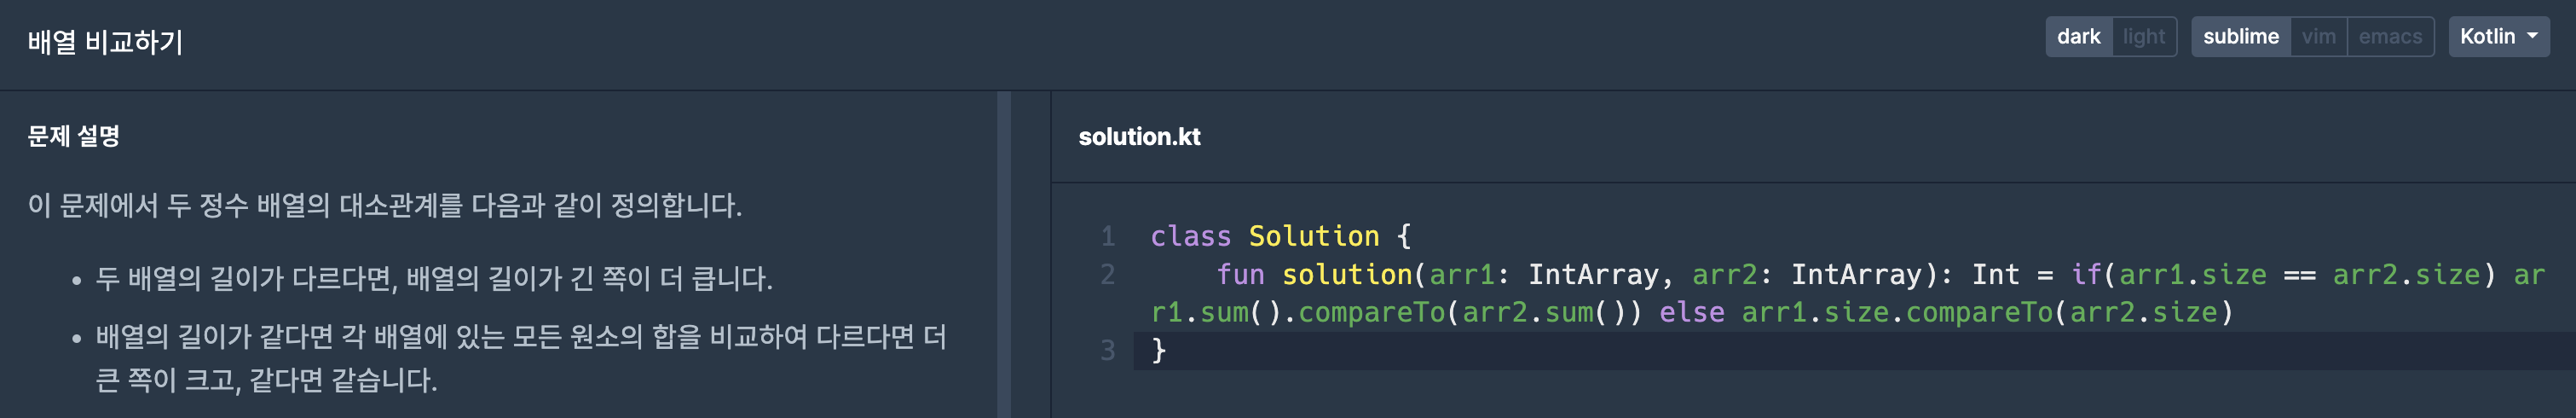 배열 비교하기
dark light sublime vim emacs Kotlin
문제 설명
이 문제에서 두 정수 배열의 대소관계를 다음과 같이 정의합니다.
• 두 배열의 길이가 다르다면, 배열의 길이가 긴 쪽이 더 큽니다.
• 배열의 길이가 같다면 각 배열에 있는 모든 원소의 합을 비교하여 다르다면 더
큰 쪽이 크고, 같다면 같습니다.
solution.kt
1 class Solution {
2     fun solution(arr1: IntArray, arr2: IntArray): Int = if(arr1.size == arr2.size) ar
r1.sum().compareTo(arr2.sum()) else arr1.size.compareTo(arr2.size)
3 }